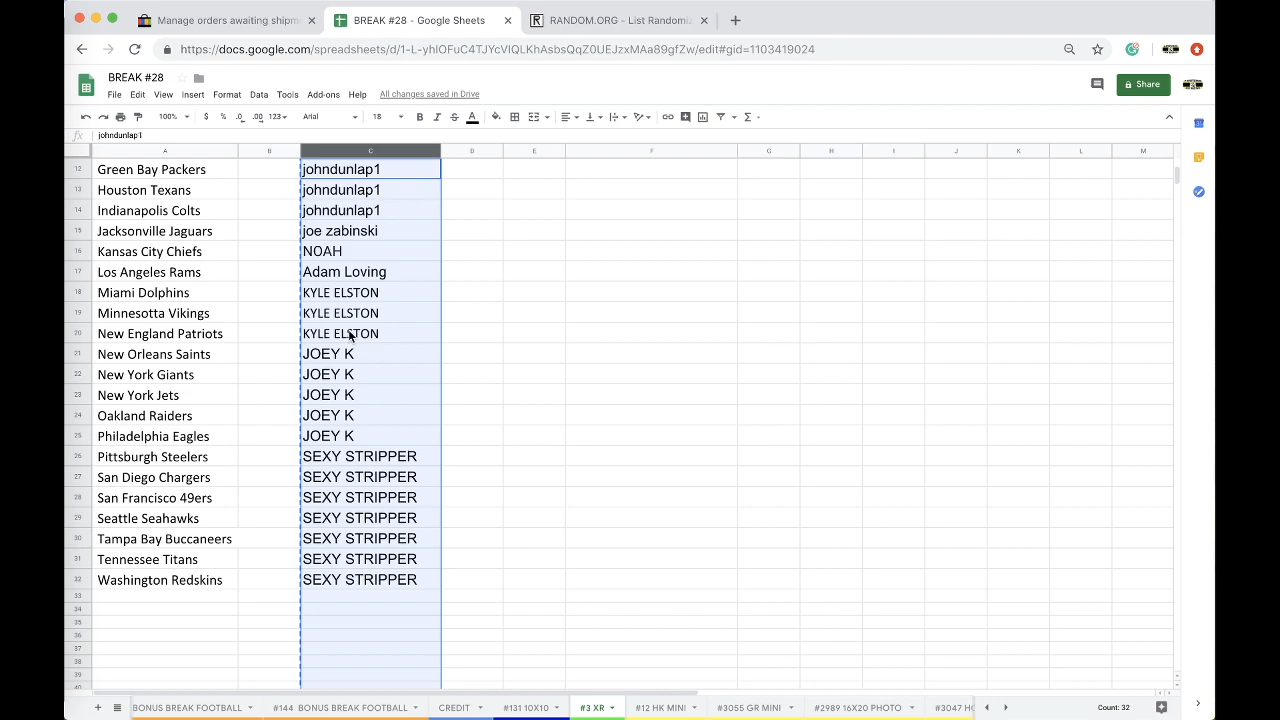 Manage orders awaiting shipm
BREAK #28 - Google Sheets
RANDOM.ORG - List Randomiz
https://docs.google.com/spreadsheets/d/1-L-yhlOFuC4TJYcVIQLKhAsbsQqZ0UEJzxMAa89gfZw/edit#gid=1103419024
BREAK #28
File Edit View Insert Format Data Tools Add-ons Help All changes saved in Drive
Share
100% $ % .0 .00 123 Arial 18 B I S A
fx johndunlap1
A B C D E F G H I J K L M
12 Green Bay Packers johndunlap1
13 Houston Texans johndunlap1
14 Indianapolis Colts johndunlap1
15 Jacksonville Jaguars joe zabinski
16 Kansas City Chiefs NOAH
17 Los Angeles Rams Adam Loving
18 Miami Dolphins KYLE ELSTON
19 Minnesotta Vikings KYLE ELSTON
20 New England Patriots KYLE ELSTON
21 New Orleans Saints JOEY K
22 New York Giants JOEY K
23 New York Jets JOEY K
24 Oakland Raiders JOEY K
25 Philadelphia Eagles JOEY K
26 Pittsburgh Steelers SEXY STRIPPER
27 San Diego Chargers SEXY STRIPPER
28 San Francisco 49ers SEXY STRIPPER
29 Seattle Seahawks SEXY STRIPPER
30 Tampa Bay Buccaneers SEXY STRIPPER
31 Tennessee Titans SEXY STRIPPER
32 Washington Redskins SEXY STRIPPER
33
34
35
36
37
38
39
40
BONUS BREAK FOOTBALL #144 BONUS BREAK FOOTBALL CREDIT #131 10X10 #3 XR #12 HK MINI #3055 GR MINI #2989 16X20 PHOTO #3047 HO Count: 32